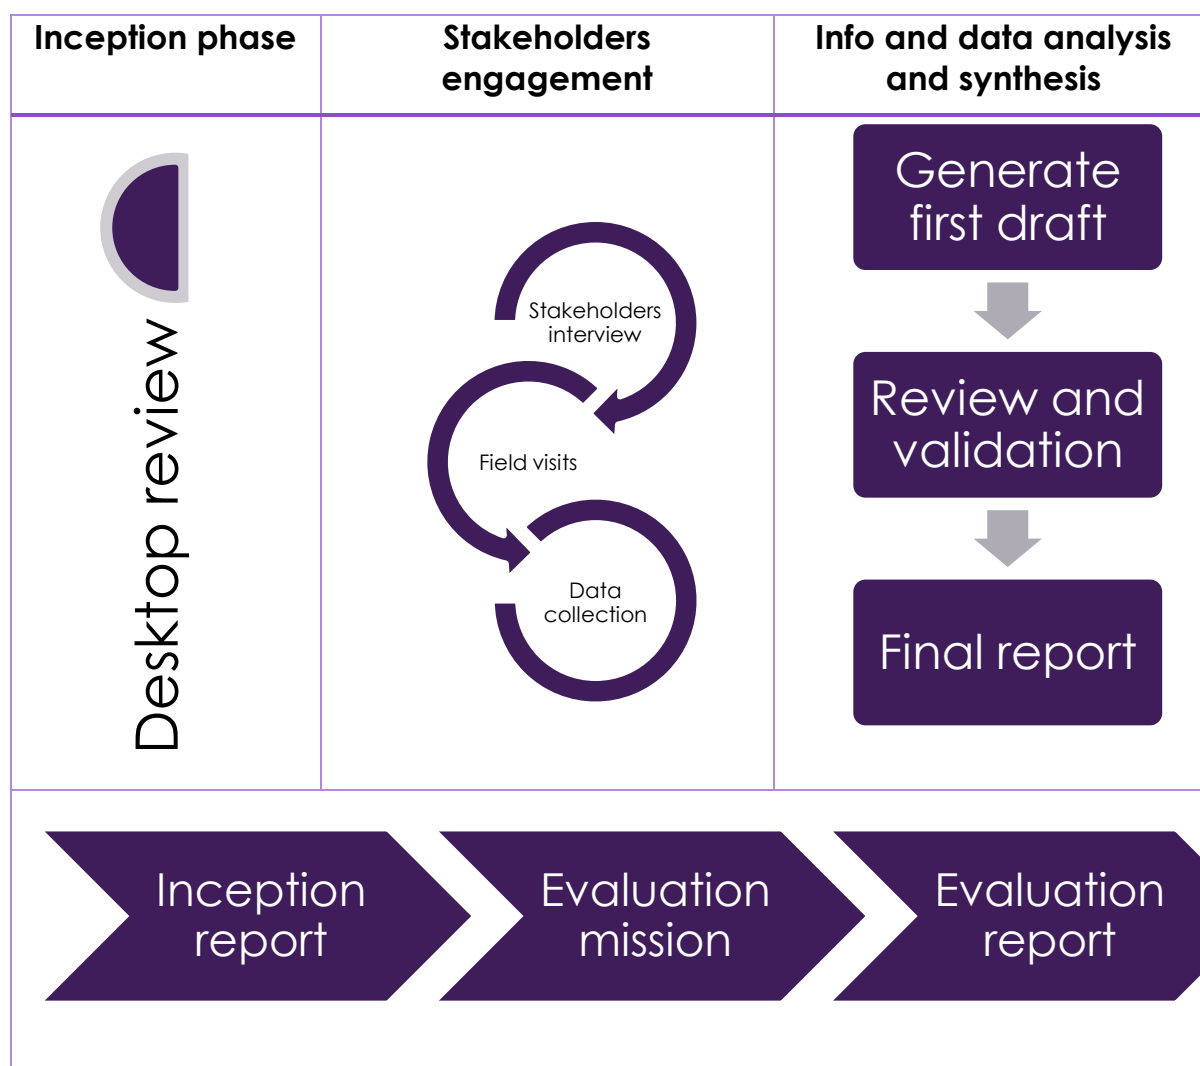 Inception phase
Stakeholders
engagement
Info and data analysis
and synthesis
Desktop review
Stakeholders
interview
Field visits
Data
collection
Generate
first draft
Review and
validation
Final report
Inception
report
Evaluation
mission
Evaluation
report